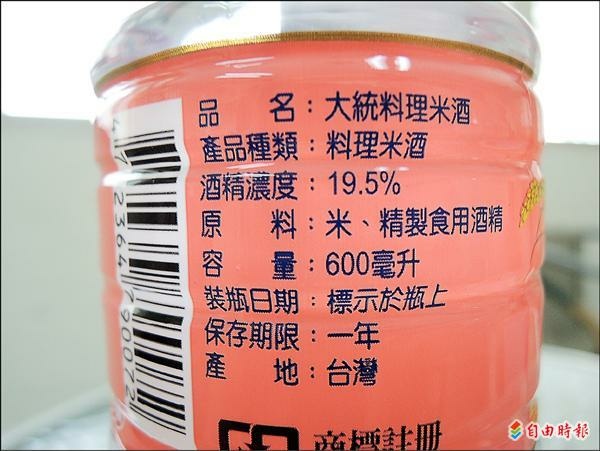 品名：大統料理米酒
產品種類：料理米酒
酒精濃度：19.5%
原料：米、精製食用酒精
容量：600毫升
裝瓶日期：標示於瓶上
保存期限：一年
產地：台灣
商標註冊
自由時報